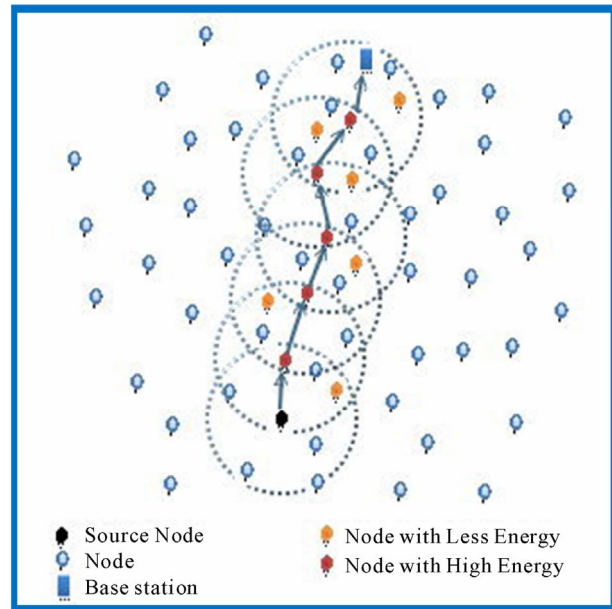 Source Node
Node
Base station
Node with Less Energy
Node with High Energy